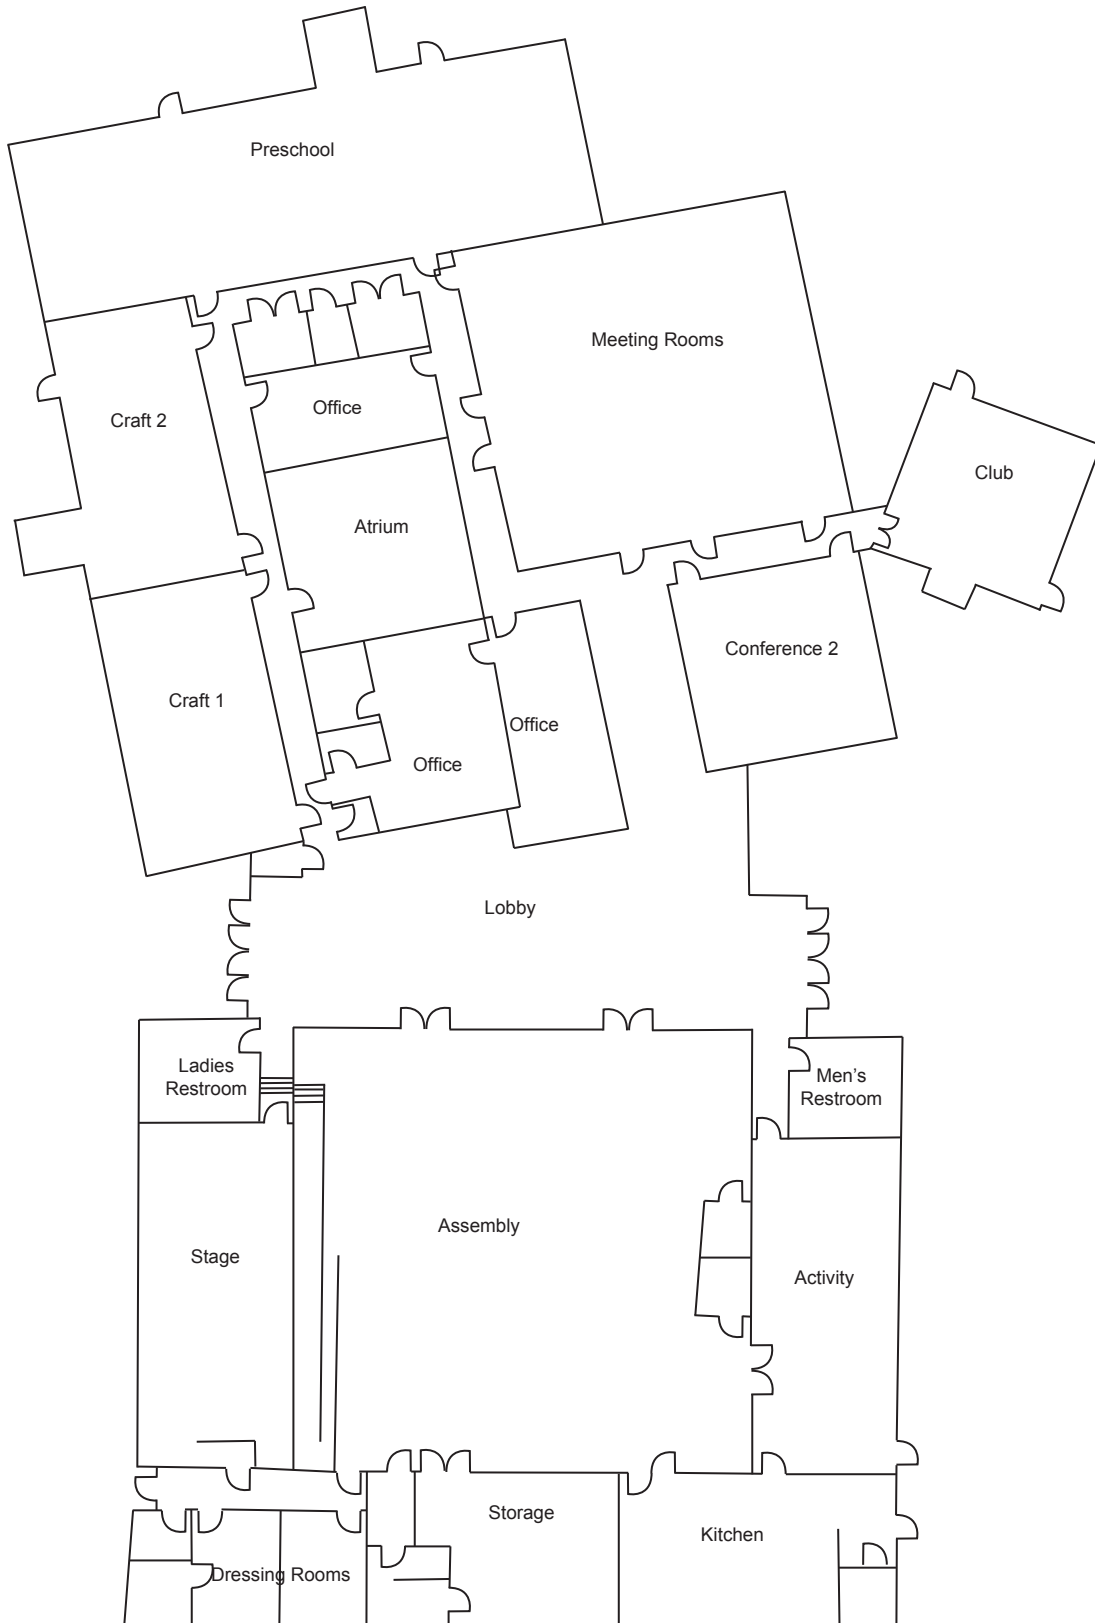 Preschool
Meeting Rooms
Office
Craft 2
Club
Atrium
Conference 2
Craft 1
Office
Office
Lobby
Ladies
Restroom
Men's
Restroom
Assembly
Stage
Activity
Storage
Kitchen
Dressing Rooms